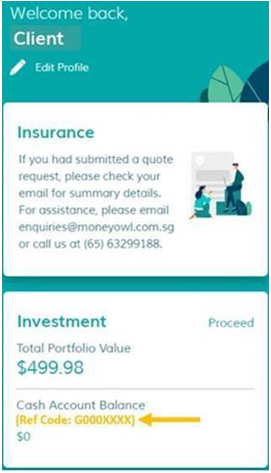 Welcome back,
Client
Edit Profile
Insurance
If you had submitted a quote
request, please check your
email for summary details.
For assistance, please email
enquiries@moneyowl.com.sg
or call us at (65) 63299188.
Investment Proceed
Total Portfolio Value
$499.98
Cash Account Balance
(Ref Code: G000XXXX)
$0